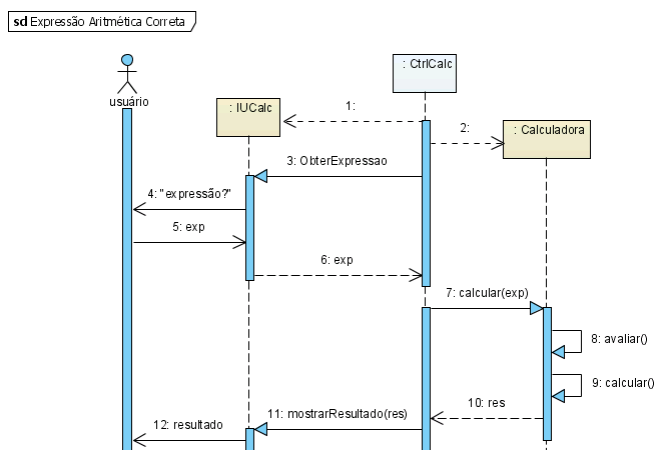 sd Expressão Aritmética Correta
usuário
: IUCalc
: CtrlCalc
: Calculadora
1:
2:
3: ObterExpressao
4: "expressão?"
5: exp
6: exp
7: calcular(exp)
8: avaliar()
9: calcular()
10: res
11: mostrarResultado(res)
12: resultado